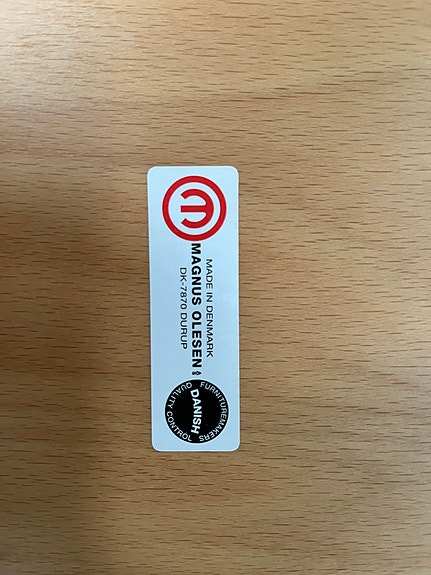 MADE IN DENMARK
MAGNUS OLESEN A/S
DK-7870 DURUP
FURNITUREMAKERS
DANISH
QUALITY CONTROL